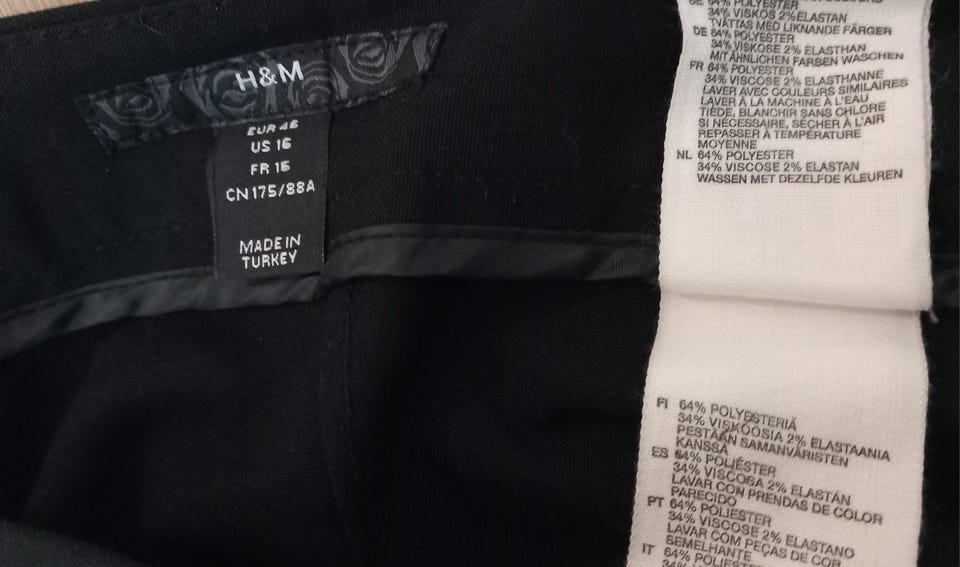 H&M
EUR 46
US 16
FR 16
CN 175/88A
MADE IN
TURKEY
SE 64% POLYESTER
34% VISKOS 2%ELASTAN
TVÄTTAS MED LIKNANDE FÄRGER
DE 64% POLYESTER
34% VISKOSE 2% ELASTHAN
MIT ÄHNLICHEN FARBEN WASCHEN
FR 64% POLYESTER
34% VISCOSE 2% ELASTHANNE
LAVER AVEC COULEURS SIMILAIRES
LAVER À LA MACHINE À L'EAU
TIÈDE, BLANCHIR SANS CHLORE
SI NÉCESSAIRE, SÉCHER À L'AIR
REPASSER À TEMPÉRATURE
MOYENNE
NL 64% POLYESTER
34% VISCOSE 2% ELASTAN
WASSEN MET DEZELFDE KLEUREN
FI 64% POLYESTERIÄ
34% VISKOOSIA 2% ELASTAANIA
PESTÄÄN SAMANVÄRISTEN
KANSSA
ES 64% POLIÉSTER
34% VISCOSA 2% ELASTÁN
LAVAR CON PRENDAS DE COLOR
PARECIDO
PT 64% POLIESTER
34% VISCOSE 2% ELASTANO
LAVAR COM PEÇAS DE COR
SEMELHANTE
IT 64% POLIESTER